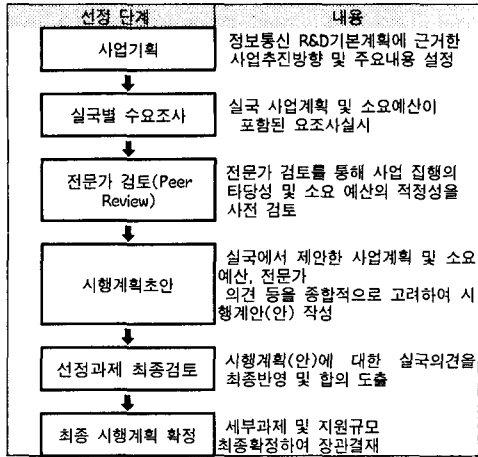 선정 단계
내용
사업기획
정보통신 R&D기본계획에 근거한
사업추진방향 및 주요내용 설정
실국별 수요조사
실국 사업계획 및 소요예산이
포함된 요조사실시
전문가 검토(Peer
Review)
전문가 검토를 통해 사업 집행의
타당성 및 소요 예산의 적정성을
사전 검토
시행계획초안
실국에서 제안한 사업계획 및 소요
예산, 전문가
의견 등을 종합적으로 고려하여 시
행계안(안) 작성
선정과제 최종검토
시행계획(안)에 대한 실국의견을
최종반영 및 합의 도출
최종 시행계획 확정
세부과제 및 지원규모
최종확정하여 장관결재